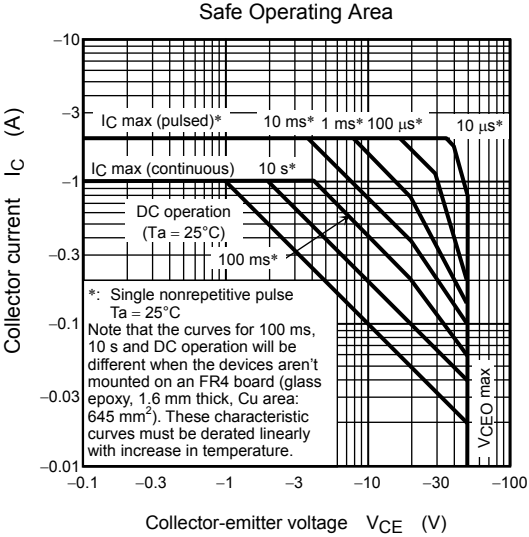 Safe Operating Area
Collector current I_C (A)
−10
−3
−1
−0.3
−0.1
−0.03
−0.01
IC max (pulsed)*
10 ms*
1 ms*
100 μs*
10 μs*
IC max (continuous)
10 s*
DC operation
(Ta = 25°C)
100 ms*
*: Single nonrepetitive pulse
Ta = 25°C
Note that the curves for 100 ms,
10 s and DC operation will be
different when the devices aren't
mounted on an FR4 board (glass
epoxy, 1.6 mm thick, Cu area:
645 mm²). These characteristic
curves must be derated linearly
with increase in temperature.
VCEO max
−0.1
−0.3
−1
−3
−10
−30
−100
Collector-emitter voltage VCE (V)